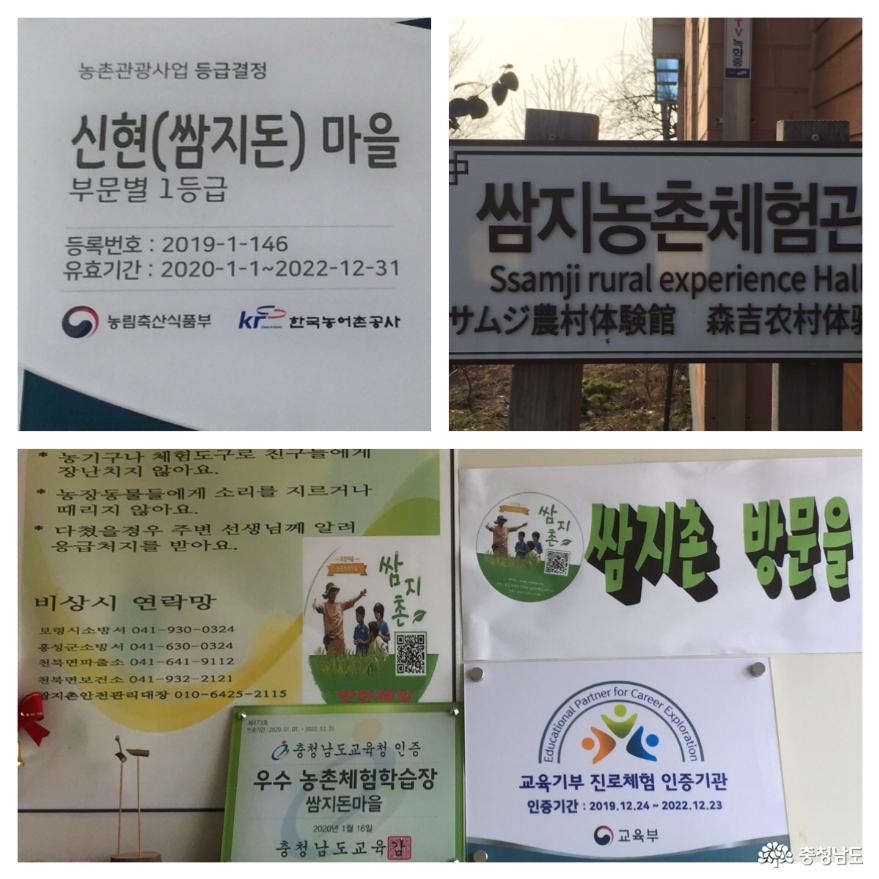 농촌관광사업 등급결정
신현(쌈지돈) 마을
부문별 1등급
등록번호 : 2019-1-146
유효기간 : 2020-1-1~2022-12-31
농림축산식품부
한국농어촌공사
녹화중
쌈지농촌체험관
Ssamji rural experience Hall
サムジ農村体験館 森吉农村体验
* 농기구나 체험도구로 친구들에게
장난치지 않아요.
* 농장동물들에게 소리를 지르거나
때리지 않아요.
* 다쳤을경우 주변 선생님께 알려
응급처지를 받아요.
비상시 연락망
보령시소방서 041-930-0324
홍성군소방서 041-630-0324
천북면파출소 041-641-9112
천북면보건소 041-932-2121
쌈지촌안전관리대장 010-6425-2115
쌈지촌
쌈지촌
쌈지촌 방문을
충청남도교육청 인증
우수 농촌체험학습장
쌈지돈마을
2020년 1월 16일
충청남도교육감
Educational Partner for Career Exploration
교육기부 진로체험 인증기관
인증기간 : 2019.12.24 ~ 2022.12.23
교육부
충청남도